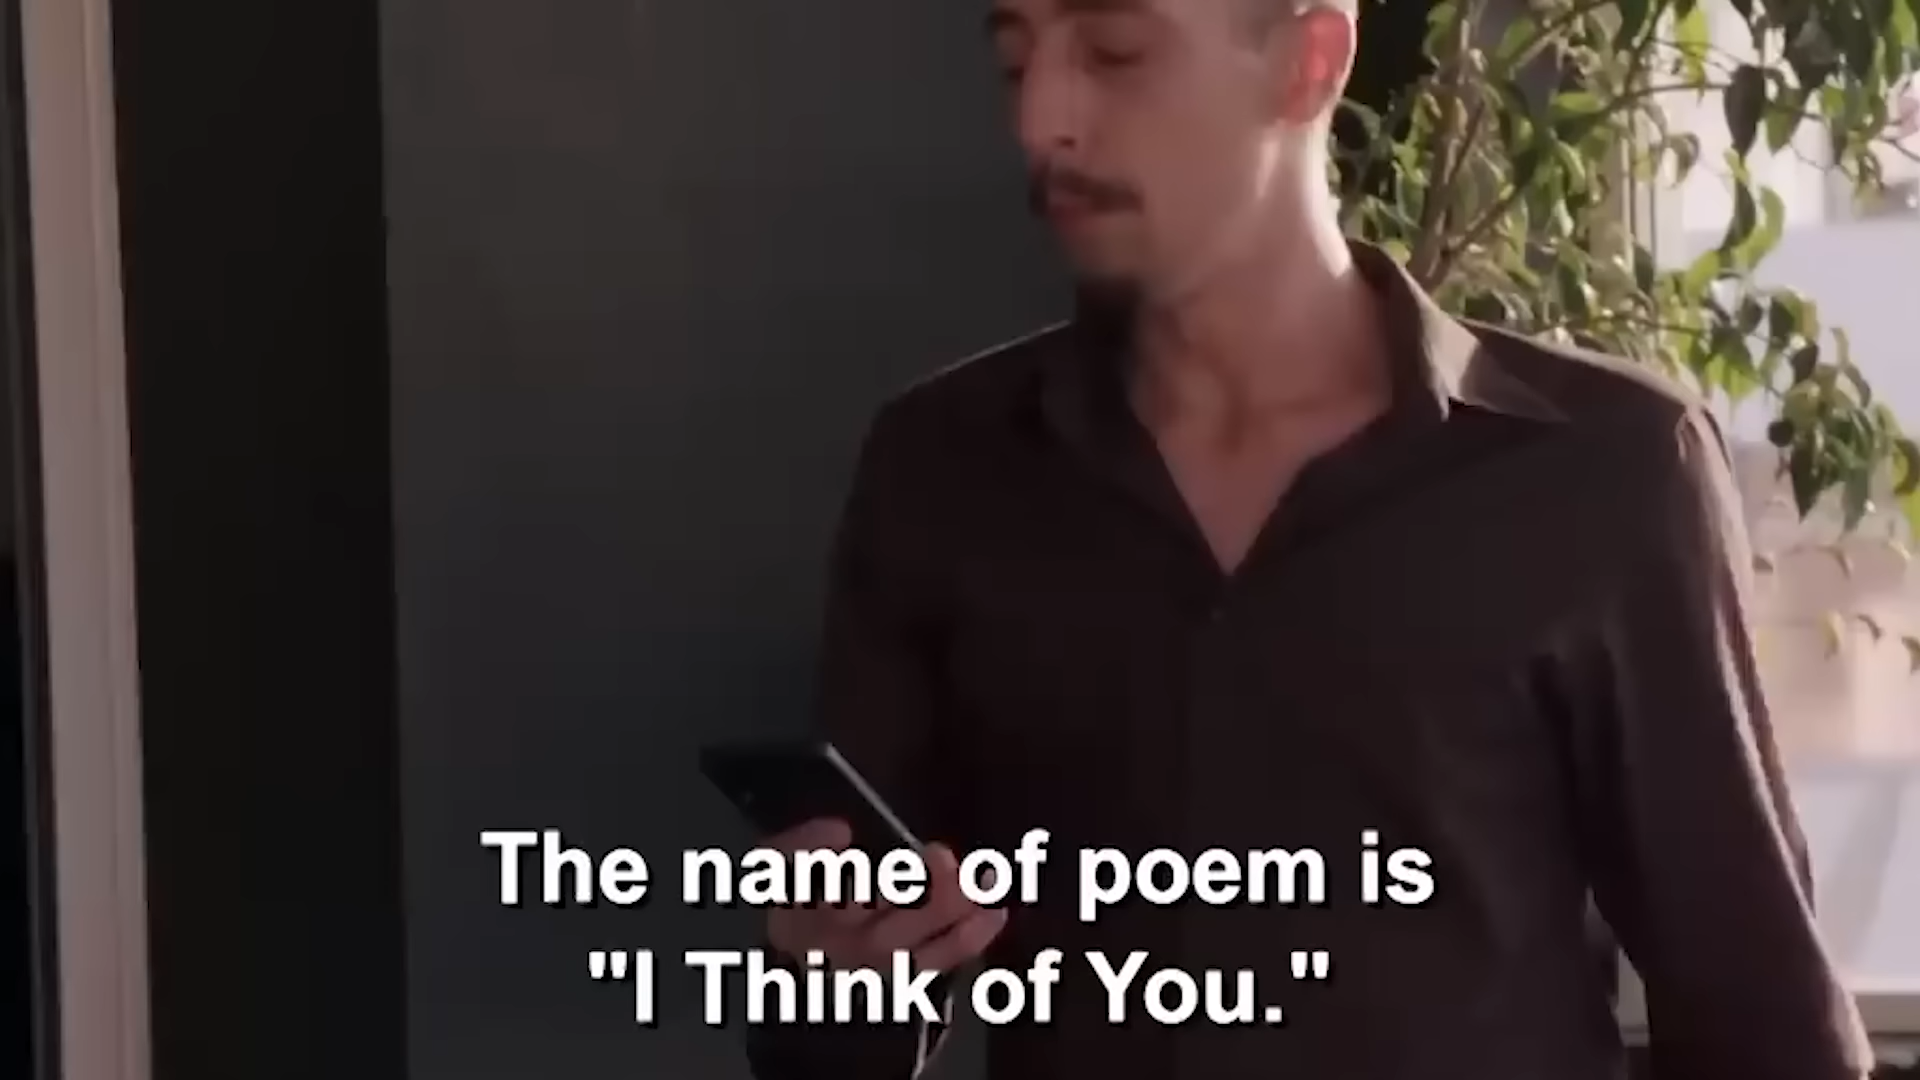 The name of poem is
"I Think of You."